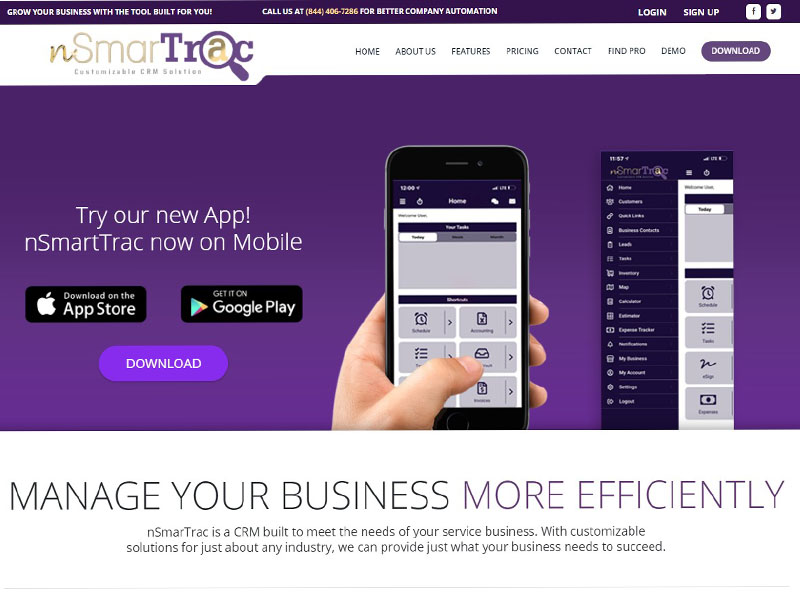 GROW YOUR BUSINESS WITH THE TOOL BUILT FOR YOU!
CALL US AT (844) 406-7286 FOR BETTER COMPANY AUTOMATION
LOGIN SIGN UP
nSmarTrac
Customizable CRM Solution
HOME ABOUT US FEATURES PRICING CONTACT FIND PRO DEMO DOWNLOAD
Try our new App!
nSmartTrac now on Mobile
Download on the
App Store
GET IT ON
Google Play
DOWNLOAD
12:00 LTE
Home
Welcome User,
Your Tasks
Today Week Month
Shortcuts
Schedule
Accounting
Invoices
11:57 LTE
nSmarTrac
Home
Customers
Quick Links
Business Contacts
Leads
Tasks
Inventory
Map
Calculator
Estimator
Expense Tracker
Notifications
My Business
My Account
Settings
Logout
Welcome User,
Today
Schedule
Tasks
eSign
Expenses
MANAGE YOUR BUSINESS MORE EFFICIENTLY
nSmarTrac is a CRM built to meet the needs of your service business. With customizable
solutions for just about any industry, we can provide just what your business needs to succeed.